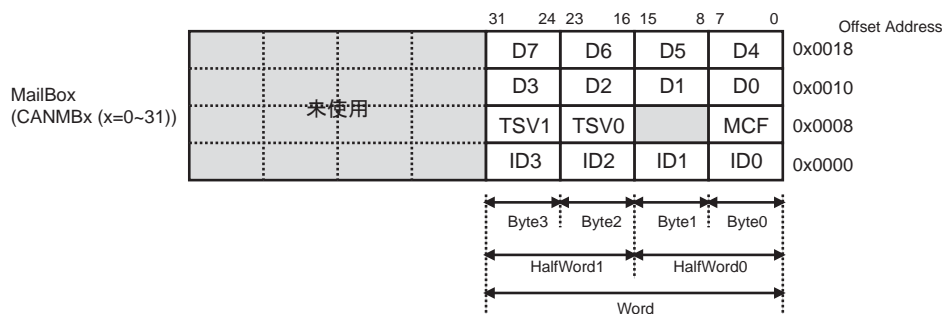 31 24 23 16 15 8 7 0
Offset Address
D7 D6 D5 D4 0x0018
D3 D2 D1 D0 0x0010
MailBox
(CANMBx (x=0~31))
未使用
TSV1 TSV0 MCF 0x0008
ID3 ID2 ID1 ID0 0x0000
Byte3 Byte2 Byte1 Byte0
HalfWord1 HalfWord0
Word